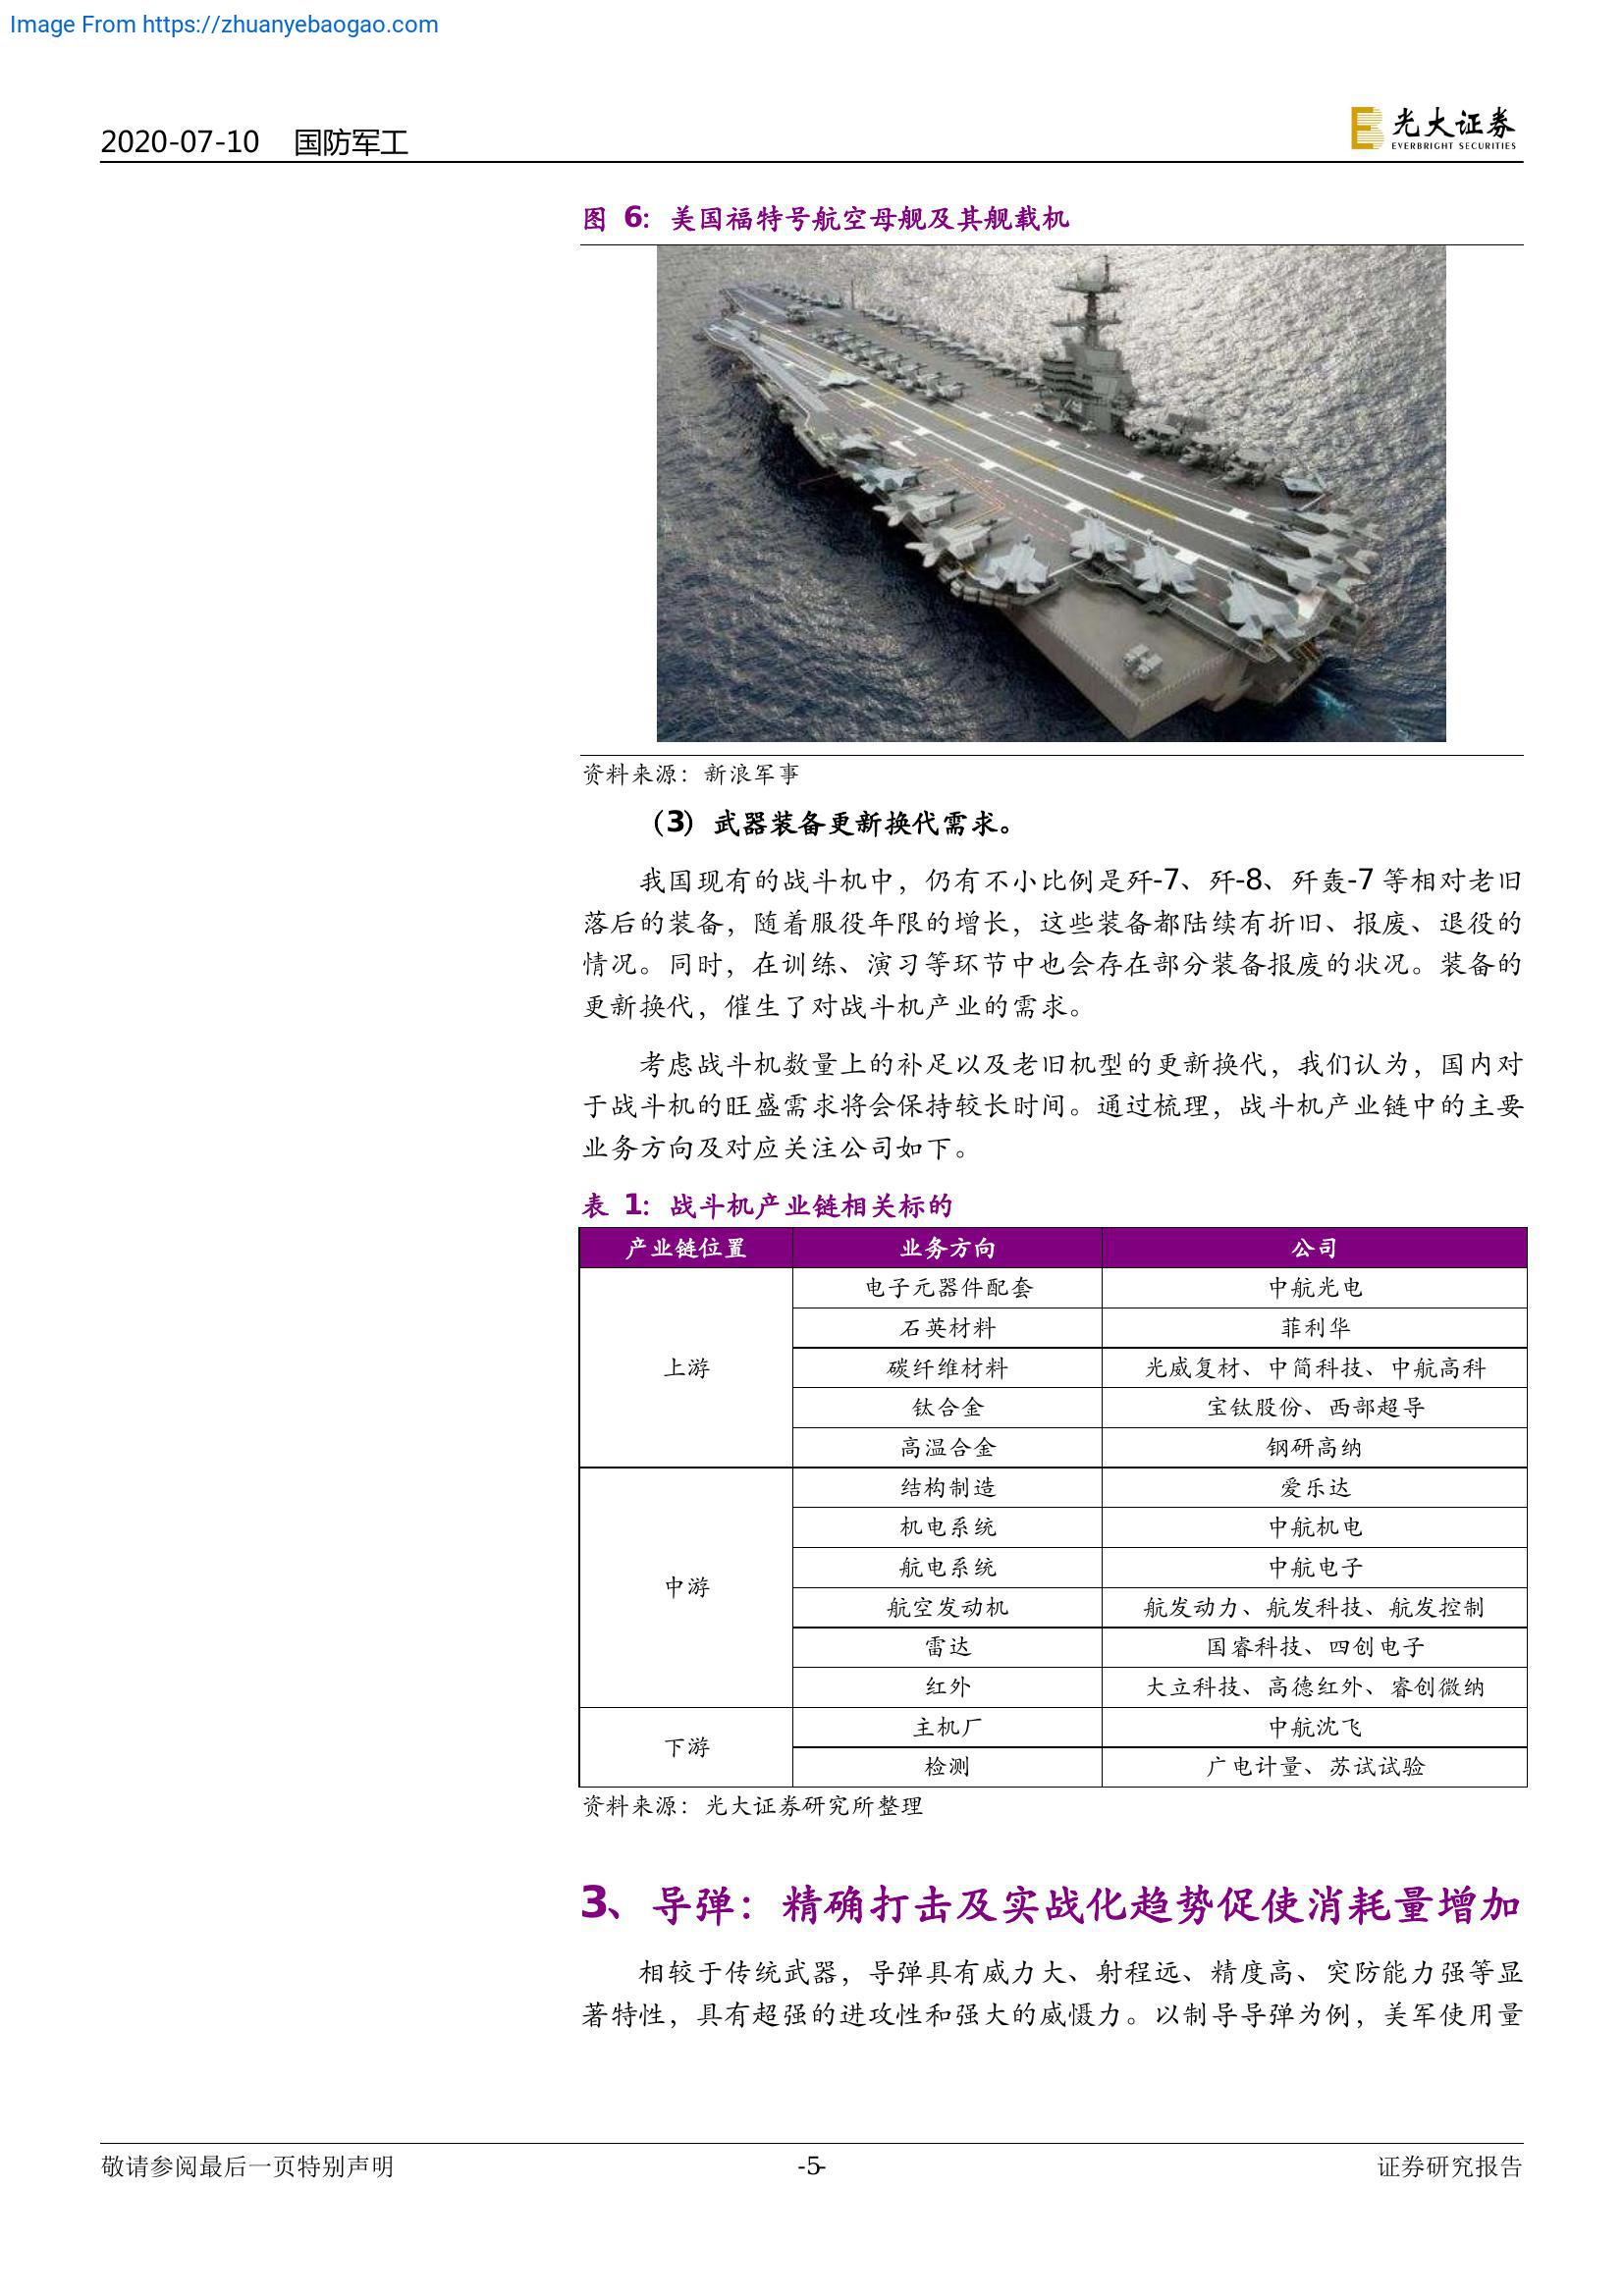 Image From https://zhuanyebaogao.com
2020-07-10 国防军工
光大证券
EVERBRIGHT SECURITIES
图 6：美国福特号航空母舰及其舰载机
资料来源：新浪军事
（3）武器装备更新换代需求。
我国现有的战斗机中，仍有不小比例是歼-7、歼-8、歼轰-7 等相对老旧
落后的装备，随着服役年限的增长，这些装备都陆续有折旧、报废、退役的
情况。同时，在训练、演习等环节中也会存在部分装备报废的状况。装备的
更新换代，催生了对战斗机产业的需求。
考虑战斗机数量上的补足以及老旧机型的更新换代，我们认为，国内对
于战斗机的旺盛需求将会保持较长时间。通过梳理，战斗机产业链中的主要
业务方向及对应关注公司如下。
表 1：战斗机产业链相关标的
产业链位置 业务方向 公司
上游
电子元器件配套 中航光电
石英材料 菲利华
碳纤维材料 光威复材、中简科技、中航高科
钛合金 宝钛股份、西部超导
高温合金 钢研高纳
中游
结构制造 爱乐达
机电系统 中航机电
航电系统 中航电子
航空发动机 航发动力、航发科技、航发控制
雷达 国睿科技、四创电子
红外 大立科技、高德红外、睿创微纳
下游
主机厂 中航沈飞
检测 广电计量、苏试试验
资料来源：光大证券研究所整理
3、导弹：精确打击及实战化趋势促使消耗量增加
相较于传统武器，导弹具有威力大、射程远、精度高、突防能力强等显
著特性，具有超强的进攻性和强大的威慑力。以制导导弹为例，美军使用量
敬请参阅最后一页特别声明 -5- 证券研究报告